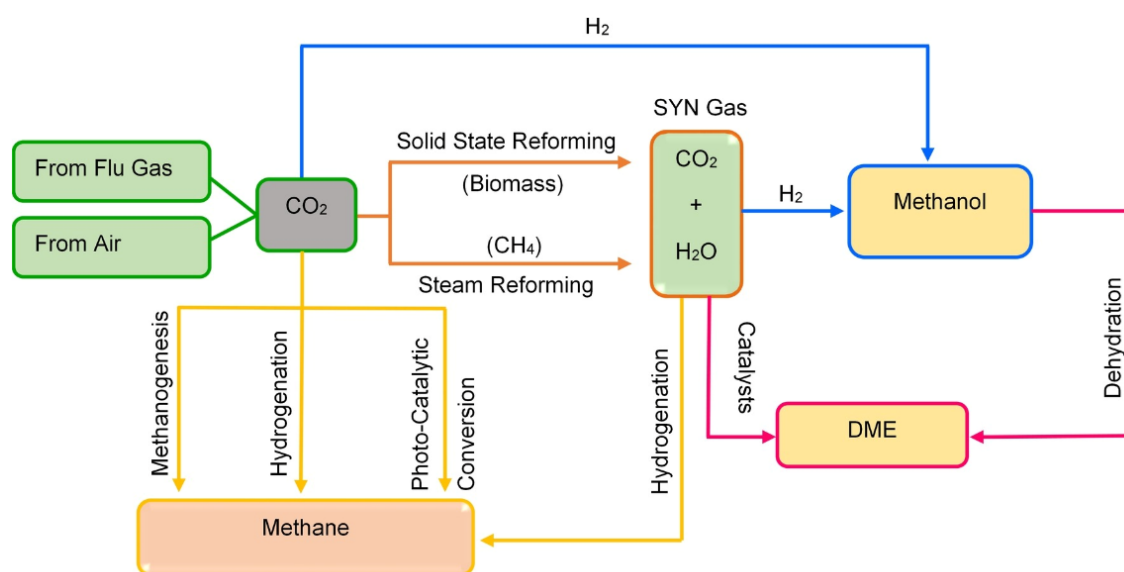 H₂
SYN Gas
Solid State Reforming
(Biomass)
From Flu Gas
From Air
CO₂
(CH₄)
Steam Reforming
CO₂
+
H₂O
H₂
Methanol
Methanogenesis
Hydrogenation
Photo-Catalytic
Conversion
Hydrogenation
Catalysts
Dehydration
DME
Methane